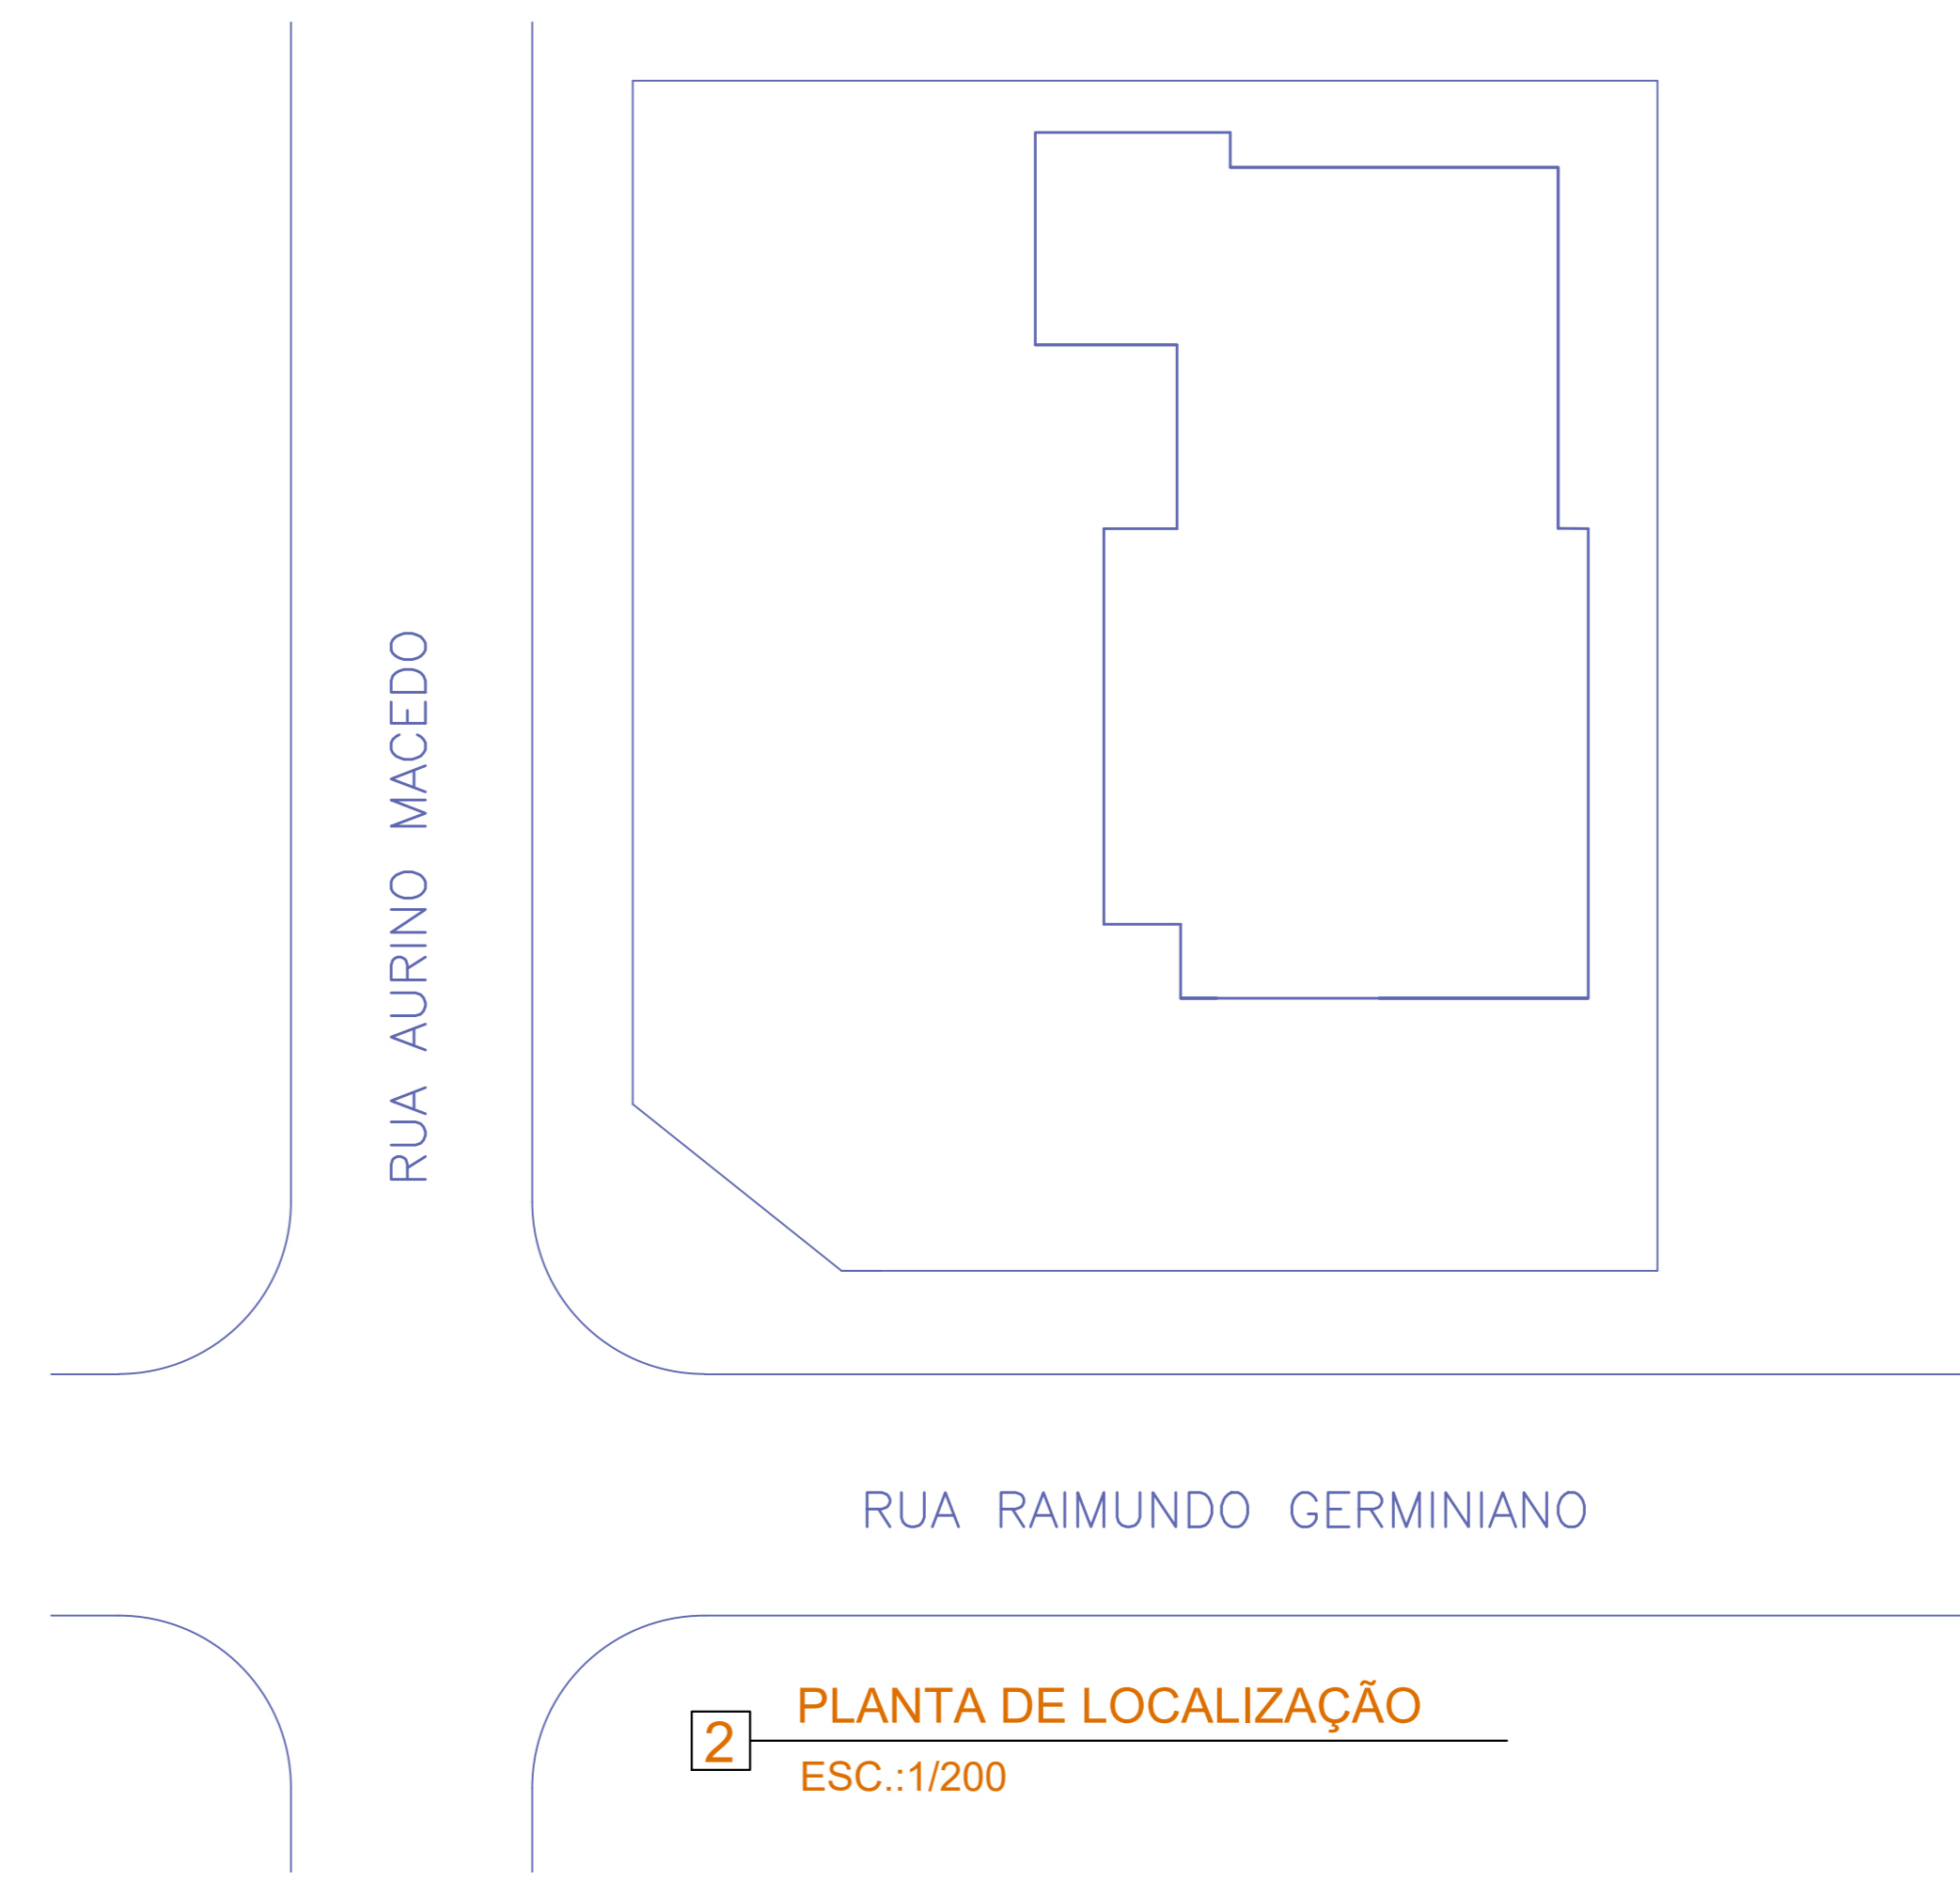 RUA AURINO MACEDO
RUA RAIMUNDO GERMINIANO
2
PLANTA DE LOCALIZAÇÃO
ESC.:1/200